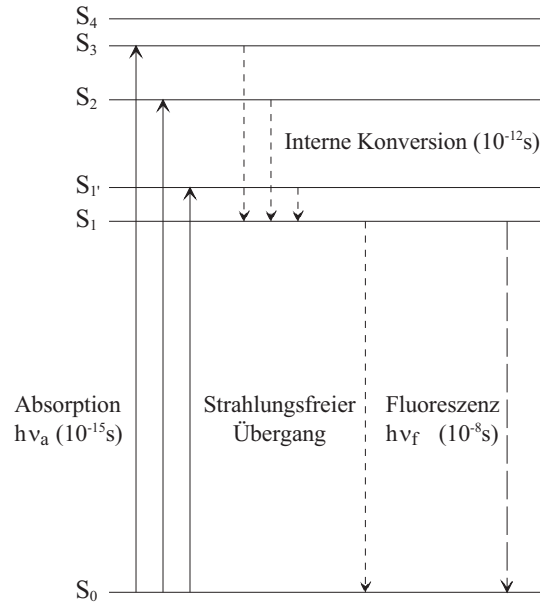 S₄
S₃
S₂
Interne Konversion (10⁻¹²s)
S₁'
S₁
Absorption
hνₐ (10⁻¹⁵s)
Strahlungsfreier
Übergang
Fluoreszenz
hν_f (10⁻⁸s)
S₀